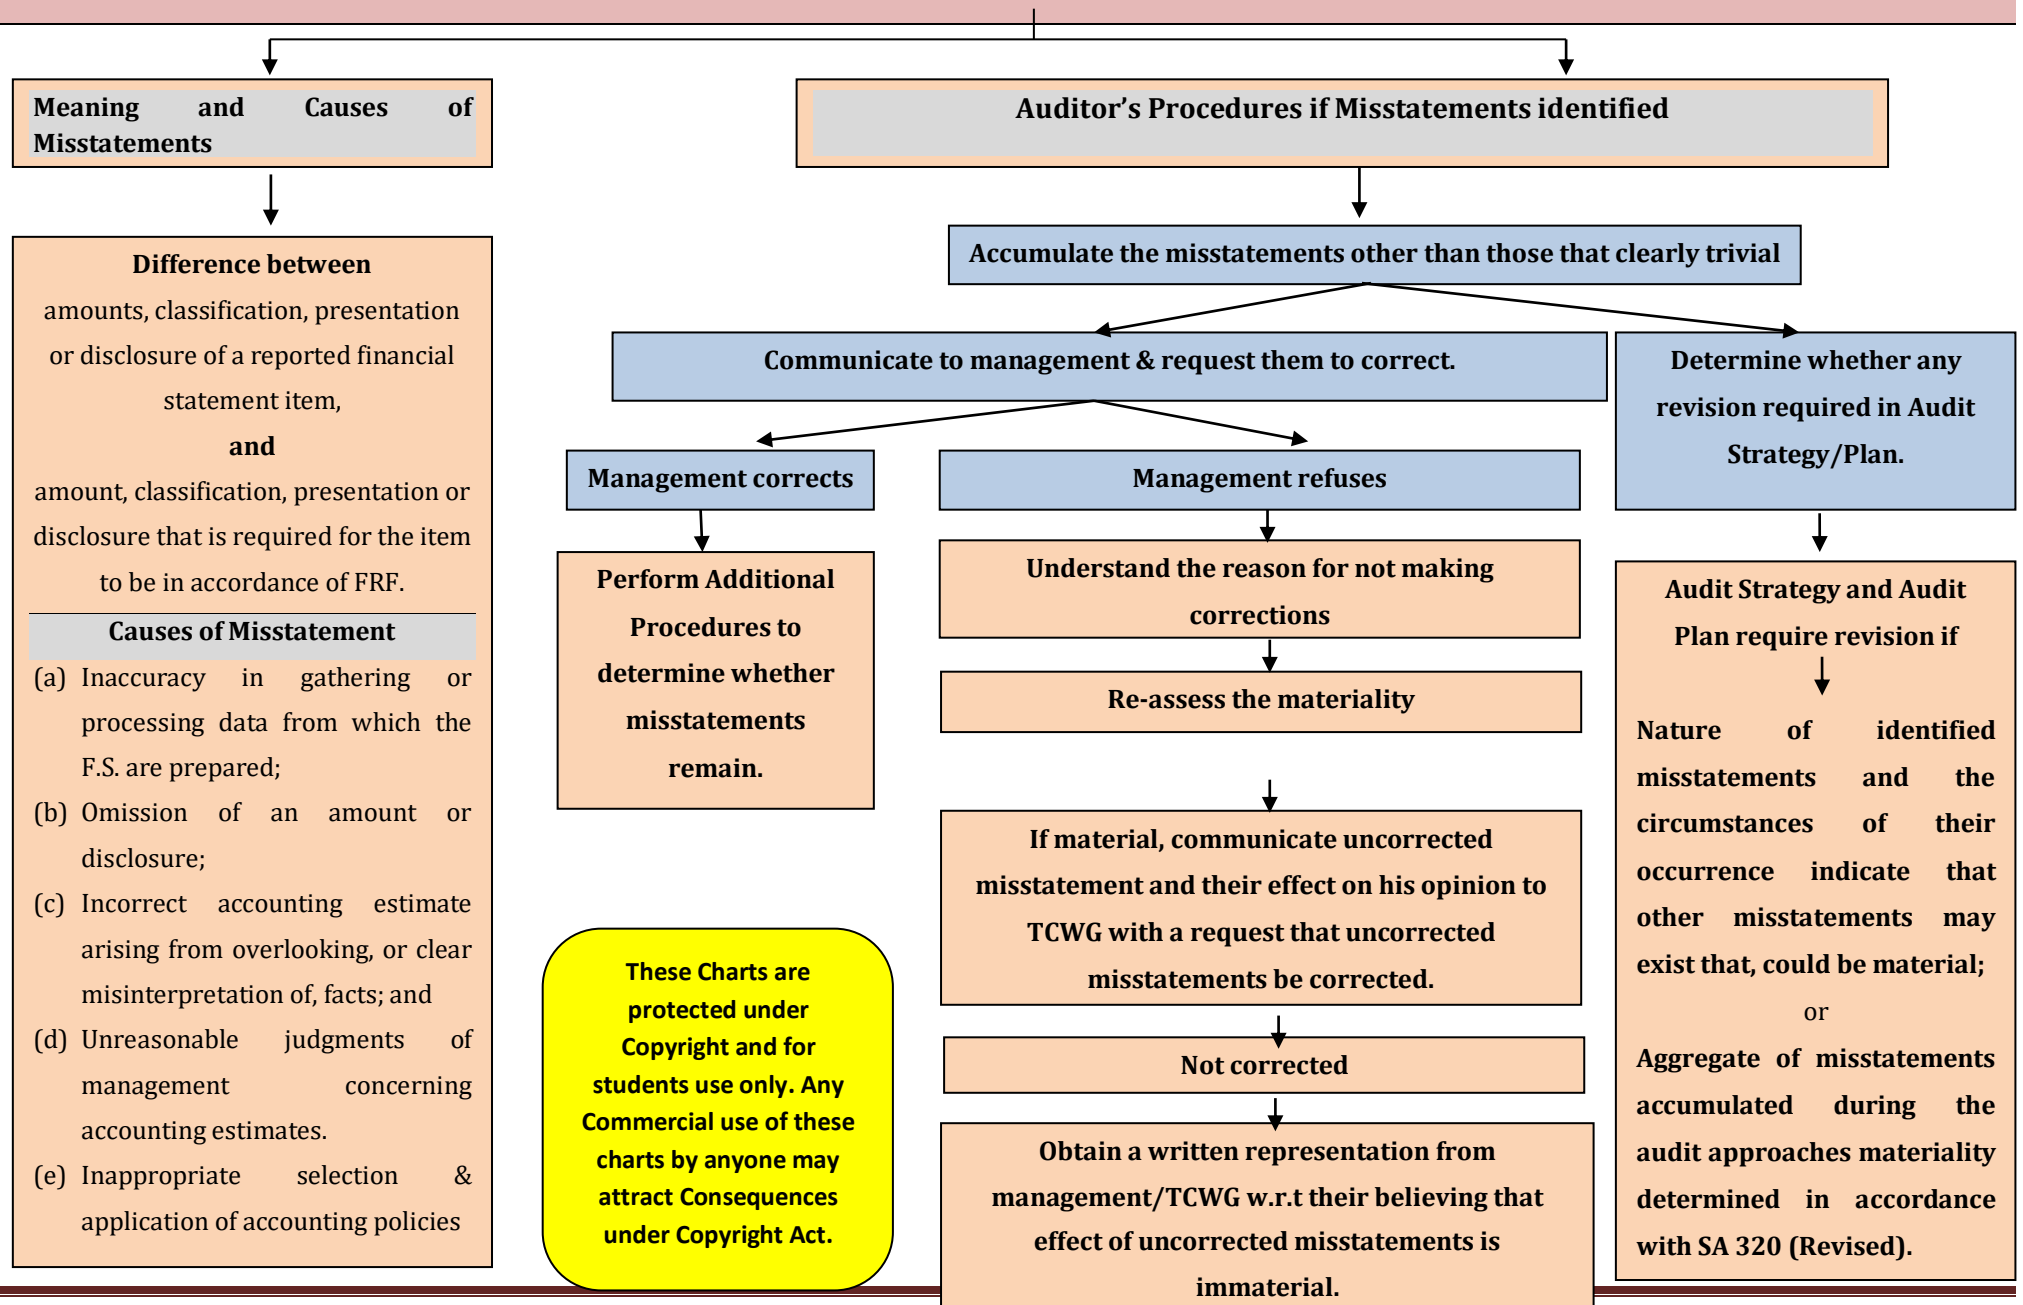 Meaning and Causes of
Misstatements
Difference between
amounts, classification, presentation
or disclosure of a reported financial
statement item,
and
amount, classification, presentation or
disclosure that is required for the item
to be in accordance of FRF.
Causes of Misstatement
(a) Inaccuracy in gathering or
processing data from which the
F.S. are prepared;
(b) Omission of an amount or
disclosure;
(c) Incorrect accounting estimate
arising from overlooking, or clear
misinterpretation of, facts; and
(d) Unreasonable judgments of
management concerning
accounting estimates.
(e) Inappropriate selection &
application of accounting policies
Auditor’s Procedures if Misstatements identified
Accumulate the misstatements other than those that clearly trivial
Communicate to management & request them to correct.
Management corrects
Perform Additional
Procedures to
determine whether
misstatements
remain.
Management refuses
Understand the reason for not making
corrections
Re-assess the materiality
If material, communicate uncorrected
misstatement and their effect on his opinion to
TCWG with a request that uncorrected
misstatements be corrected.
Not corrected
Obtain a written representation from
management/TCWG w.r.t their believing that
effect of uncorrected misstatements is
immaterial.
Determine whether any
revision required in Audit
Strategy/Plan.
Audit Strategy and Audit
Plan require revision if
Nature of identified
misstatements and the
circumstances of their
occurrence indicate that
other misstatements may
exist that, could be material;
or
Aggregate of misstatements
accumulated during the
audit approaches materiality
determined in accordance
with SA 320 (Revised).
These Charts are
protected under
Copyright and for
students use only. Any
Commercial use of these
charts by anyone may
attract Consequences
under Copyright Act.